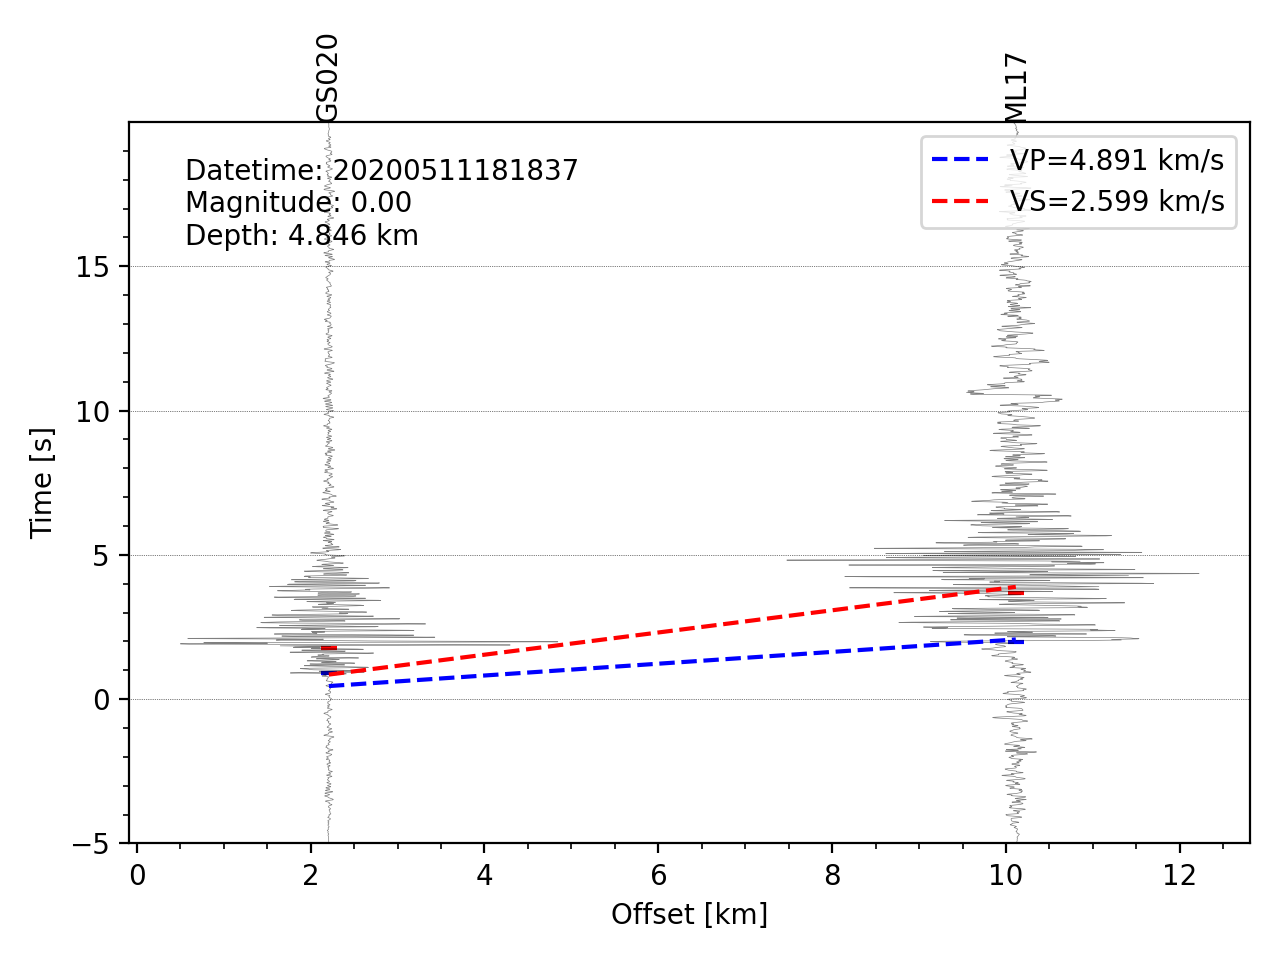 GS020
ML17
Datetime: 20200511181837
Magnitude: 0.00
Depth: 4.846 km
VP=4.891 km/s
VS=2.599 km/s
15
10
5
0
−5
Time [s]
0 2 4 6 8 10 12
Offset [km]